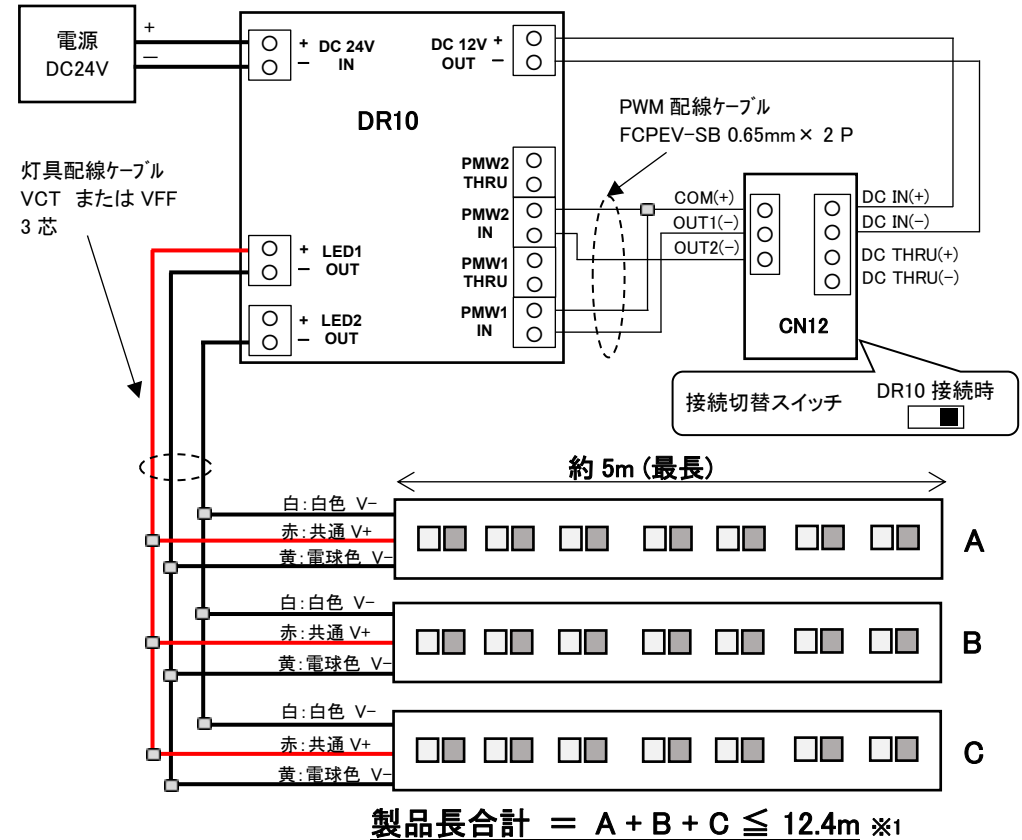 電源
DC24V
+
−
+ DC 24V
− IN
DC 12V +
OUT −
DR10
PWM 配線ケーブル
FCPEV-SB 0.65mm× 2 P
灯具配線ケーブル
VCT または VFF
3 芯
PMW2
THRU
PMW2
IN
PMW1
THRU
PMW1
IN
+ LED1
− OUT
+ LED2
− OUT
COM(+)
OUT1(-)
OUT2(-)
DC IN(+)
DC IN(-)
DC THRU(+)
DC THRU(-)
CN12
接続切替スイッチ
DR10 接続時
約 5m (最長)
白:白色 V-
赤:共通 V+
黄:電球色 V-
A
白:白色 V-
赤:共通 V+
黄:電球色 V-
B
白:白色 V-
赤:共通 V+
黄:電球色 V-
C
製品長合計 = A + B + C ≦ 12.4m ※1